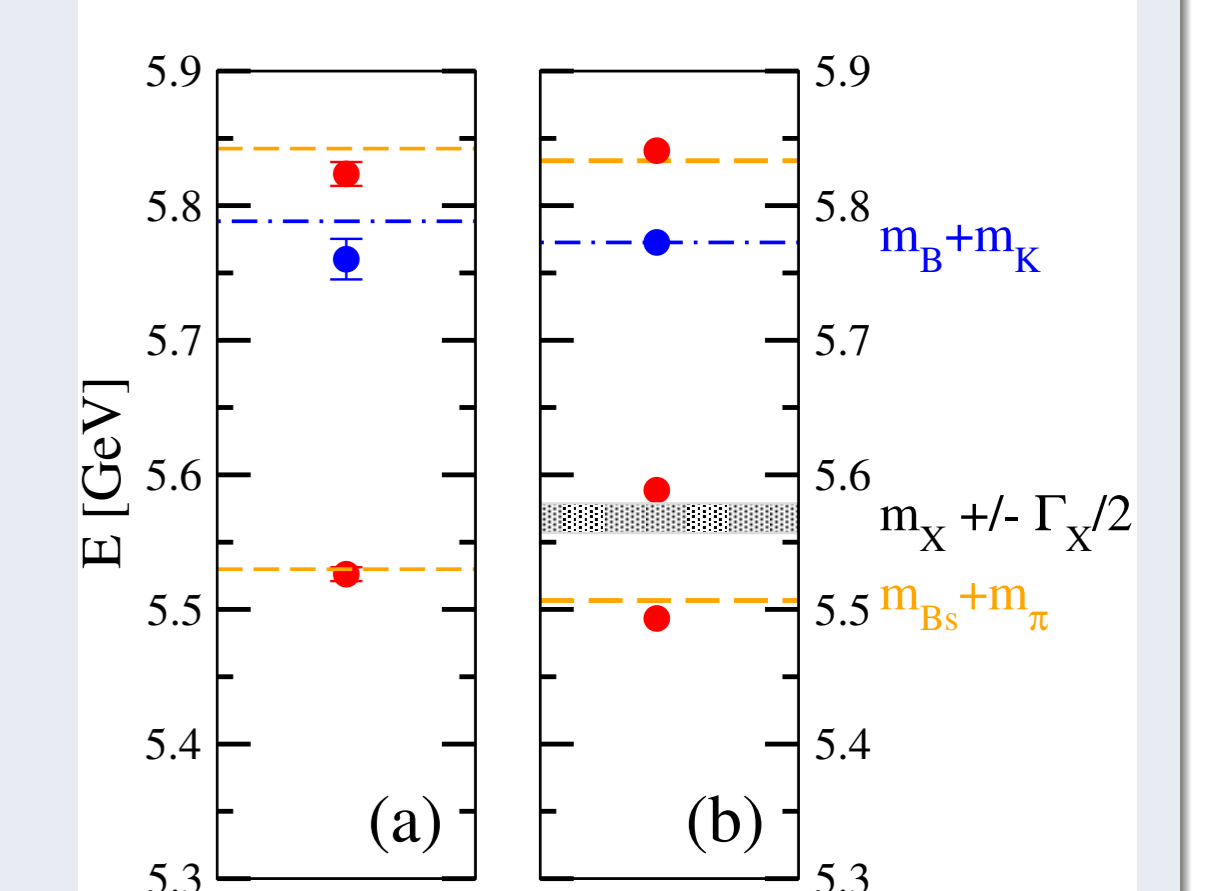 5.9 5.9
5.8 5.8
m_B+m_K
5.7 5.7
E [GeV]
5.6 5.6
m_X +/- Γ_X/2
5.5 5.5 m_Bs+m_π
5.4 5.4
(a) (b)
5.3 5.3